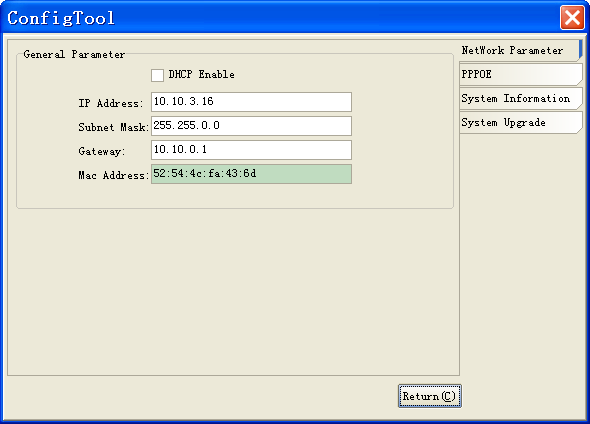 ConfigTool
General Parameter
DHCP Enable
IP Address: 10.10.3.16
Subnet Mask: 255.255.0.0
Gateway: 10.10.0.1
Mac Address: 52:54:4c:fa:43:6d
NetWork Parameter
PPPOE
System Information
System Upgrade
Return(C)